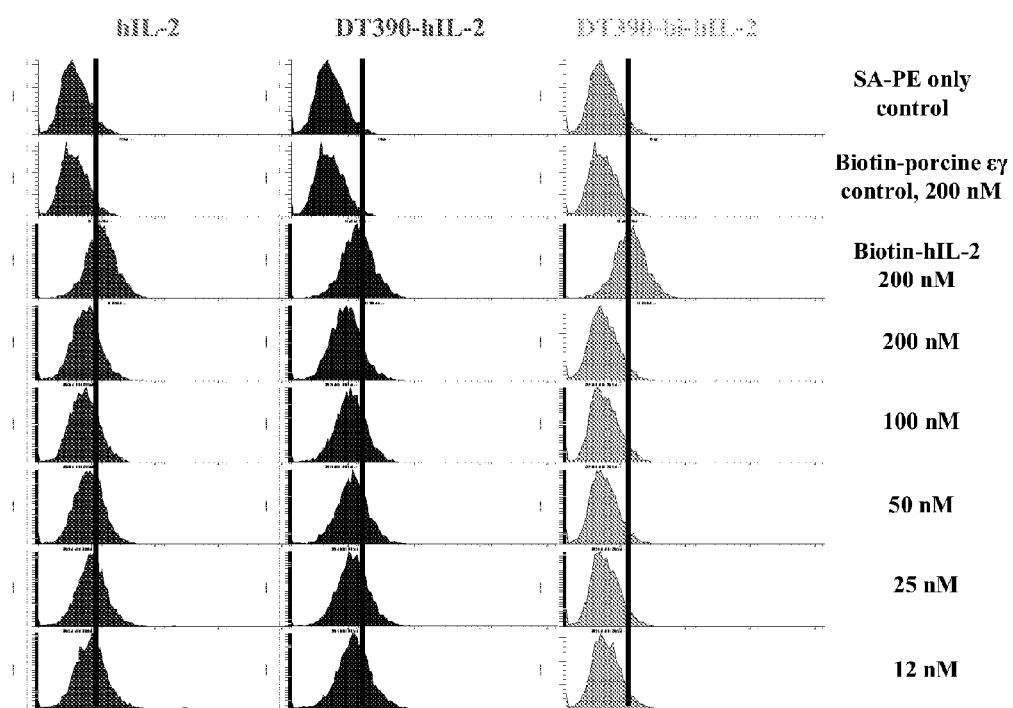 hIL-2
DT390-hIL-2
DT390-bi-hIL-2
SA-PE only
control
Biotin-porcine εγ
control, 200 nM
Biotin-hIL-2
200 nM
200 nM
100 nM
50 nM
25 nM
12 nM